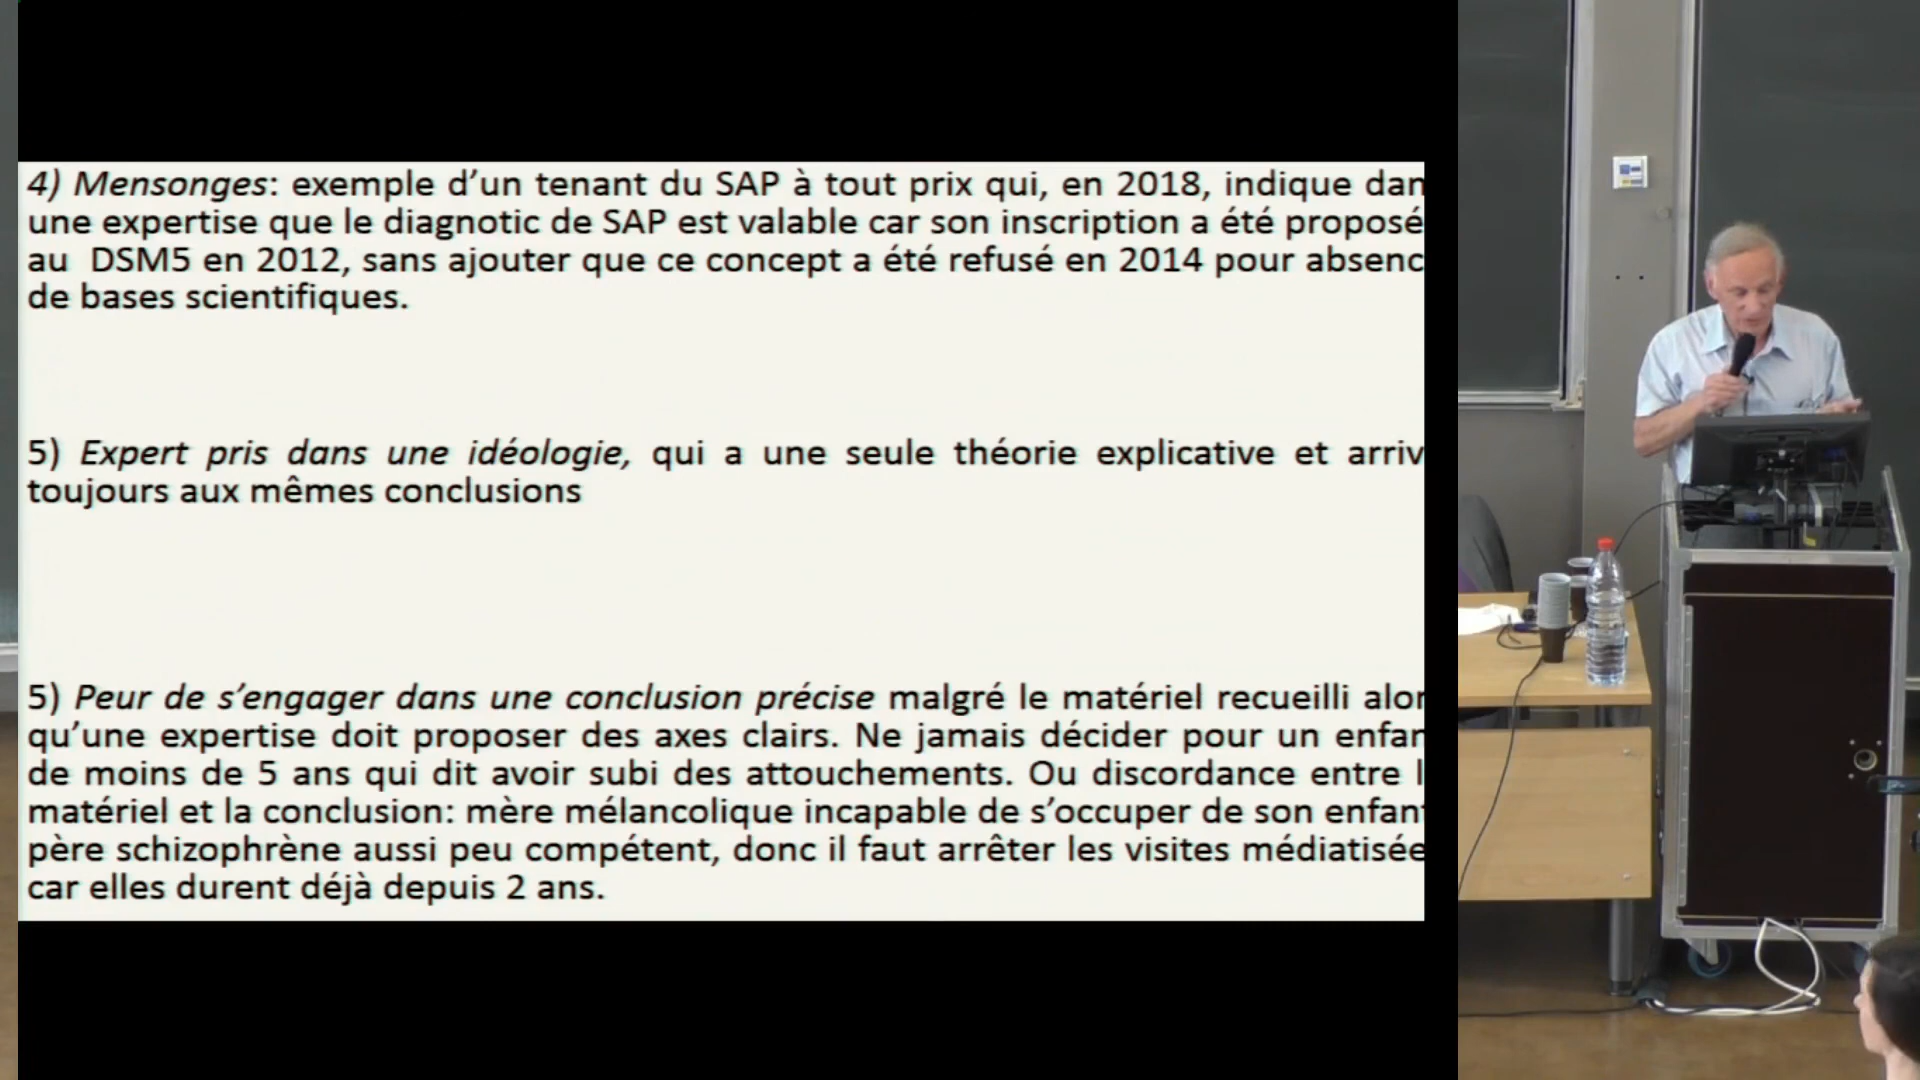 4) Mensonges: exemple d’un tenant du SAP à tout prix qui, en 2018, indique dan
une expertise que le diagnotic de SAP est valable car son inscription a été proposé
au DSM5 en 2012, sans ajouter que ce concept a été refusé en 2014 pour absenc
de bases scientifiques.
5) Expert pris dans une idéologie, qui a une seule théorie explicative et arriv
toujours aux mêmes conclusions
5) Peur de s’engager dans une conclusion précise malgré le matériel recueilli alor
qu’une expertise doit proposer des axes clairs. Ne jamais décider pour un enfan
de moins de 5 ans qui dit avoir subi des attouchements. Ou discordance entre l
matériel et la conclusion: mère mélancolique incapable de s’occuper de son enfant
père schizophrène aussi peu compétent, donc il faut arrêter les visites médiatisée
car elles durent déjà depuis 2 ans.